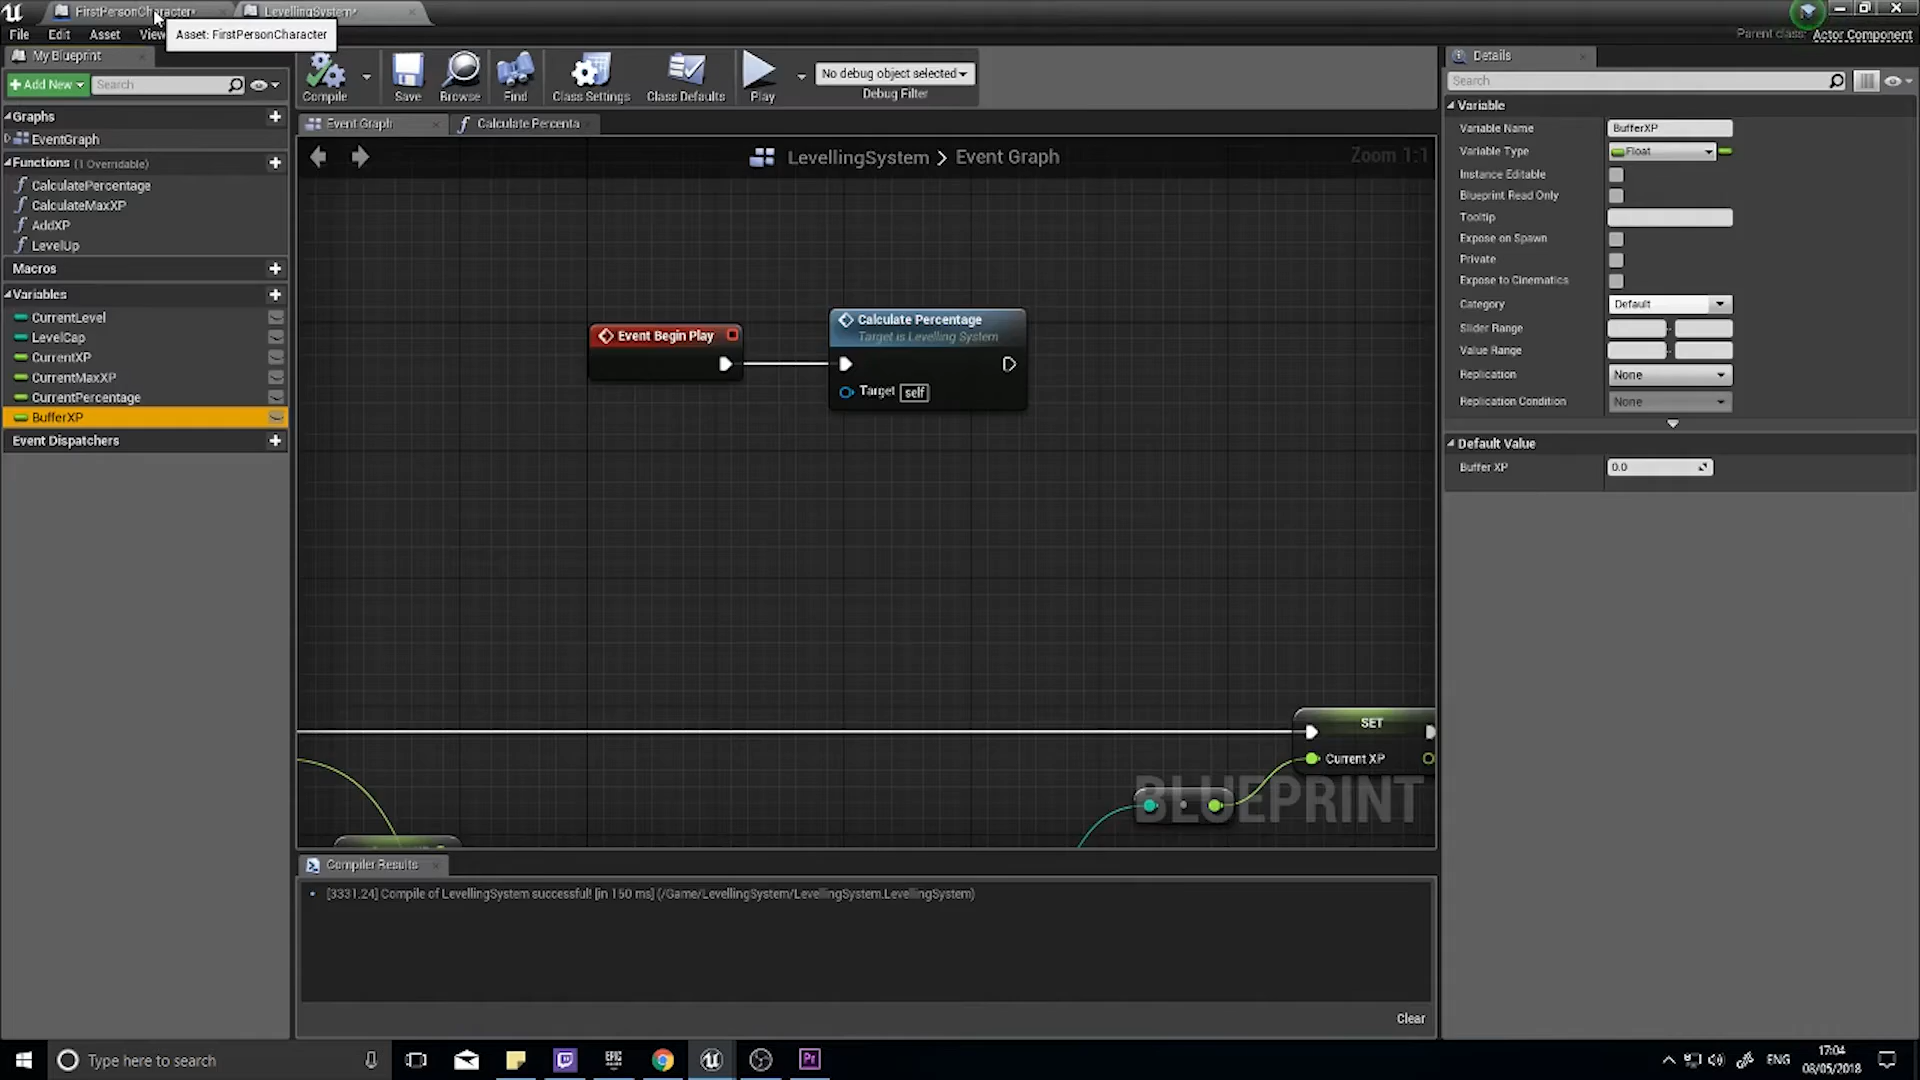 FirstPersonCharacter*
LevellingSystem*
Asset: FirstPersonCharacter
File
Edit
Asset
View
Parent class:
Actor Component
My Blueprint
Add New
Search
Graphs
EventGraph
Functions (1 Overridable)
CalculatePercentage
CalculateMaxXP
AddXP
LevelUp
Macros
Variables
CurrentLevel
LevelCap
CurrentXP
CurrentMaxXP
CurrentPercentage
BufferXP
Event Dispatchers
Compile
Save
Browse
Find
Class Settings
Class Defaults
Play
No debug object selected
Debug Filter
Event Graph
Calculate Percenta
LevellingSystem > Event Graph
Zoom 1:1
Event Begin Play
Calculate Percentage
Target is Levelling System
Target
self
SET
Current XP
BLUEPRINT
Compiler Results
[3331.24] Compile of LevellingSystem successful! [in 150 ms] (/Game/LevellingSystem/LevellingSystem.LevellingSystem)
Clear
Details
Search
Variable
Variable Name
BufferXP
Variable Type
Float
Instance Editable
Blueprint Read Only
Tooltip
Expose on Spawn
Private
Expose to Cinematics
Category
Default
Slider Range
Value Range
Replication
None
Replication Condition
None
Default Value
Buffer XP
0.0
Type here to search
EPIC
Pr
ENG
17:04
08/05/2018